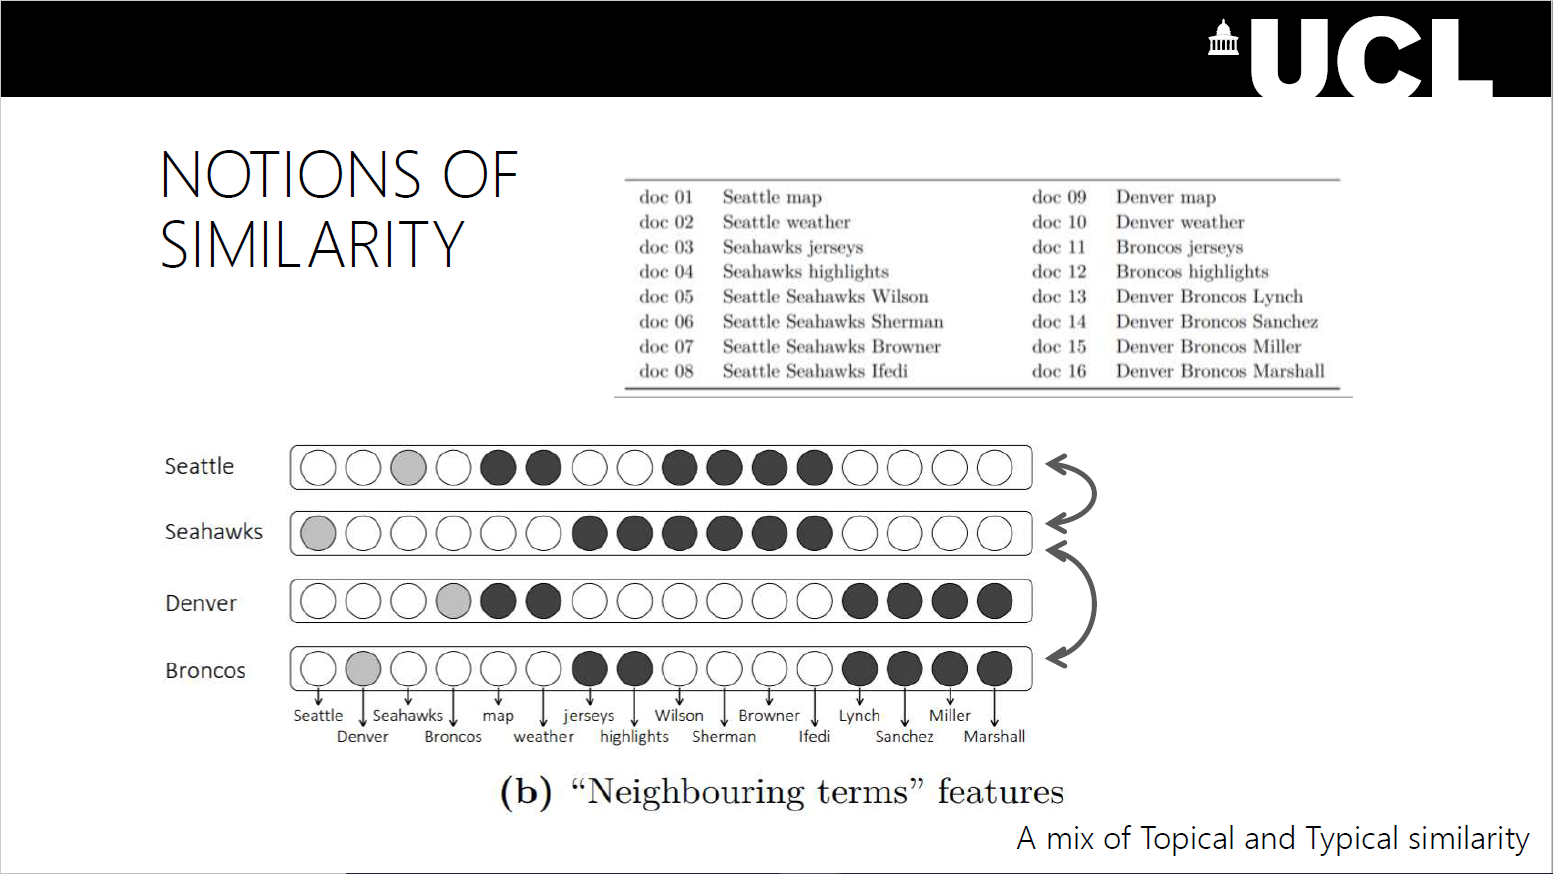 UCL
NOTIONS OF
SIMILARITY
doc 01 Seattle map doc 09 Denver map
doc 02 Seattle weather doc 10 Denver weather
doc 03 Seahawks jerseys doc 11 Broncos jerseys
doc 04 Seahawks highlights doc 12 Broncos highlights
doc 05 Seattle Seahawks Wilson doc 13 Denver Broncos Lynch
doc 06 Seattle Seahawks Sherman doc 14 Denver Broncos Sanchez
doc 07 Seattle Seahawks Browner doc 15 Denver Broncos Miller
doc 08 Seattle Seahawks Ifedi doc 16 Denver Broncos Marshall
Seattle
Seahawks
Denver
Broncos
Seattle Seahawks map jerseys Wilson Browner Lynch Miller
Denver Broncos weather highlights Sherman Ifedi Sanchez Marshall
(b) “Neighbouring terms” features
A mix of Topical and Typical similarity